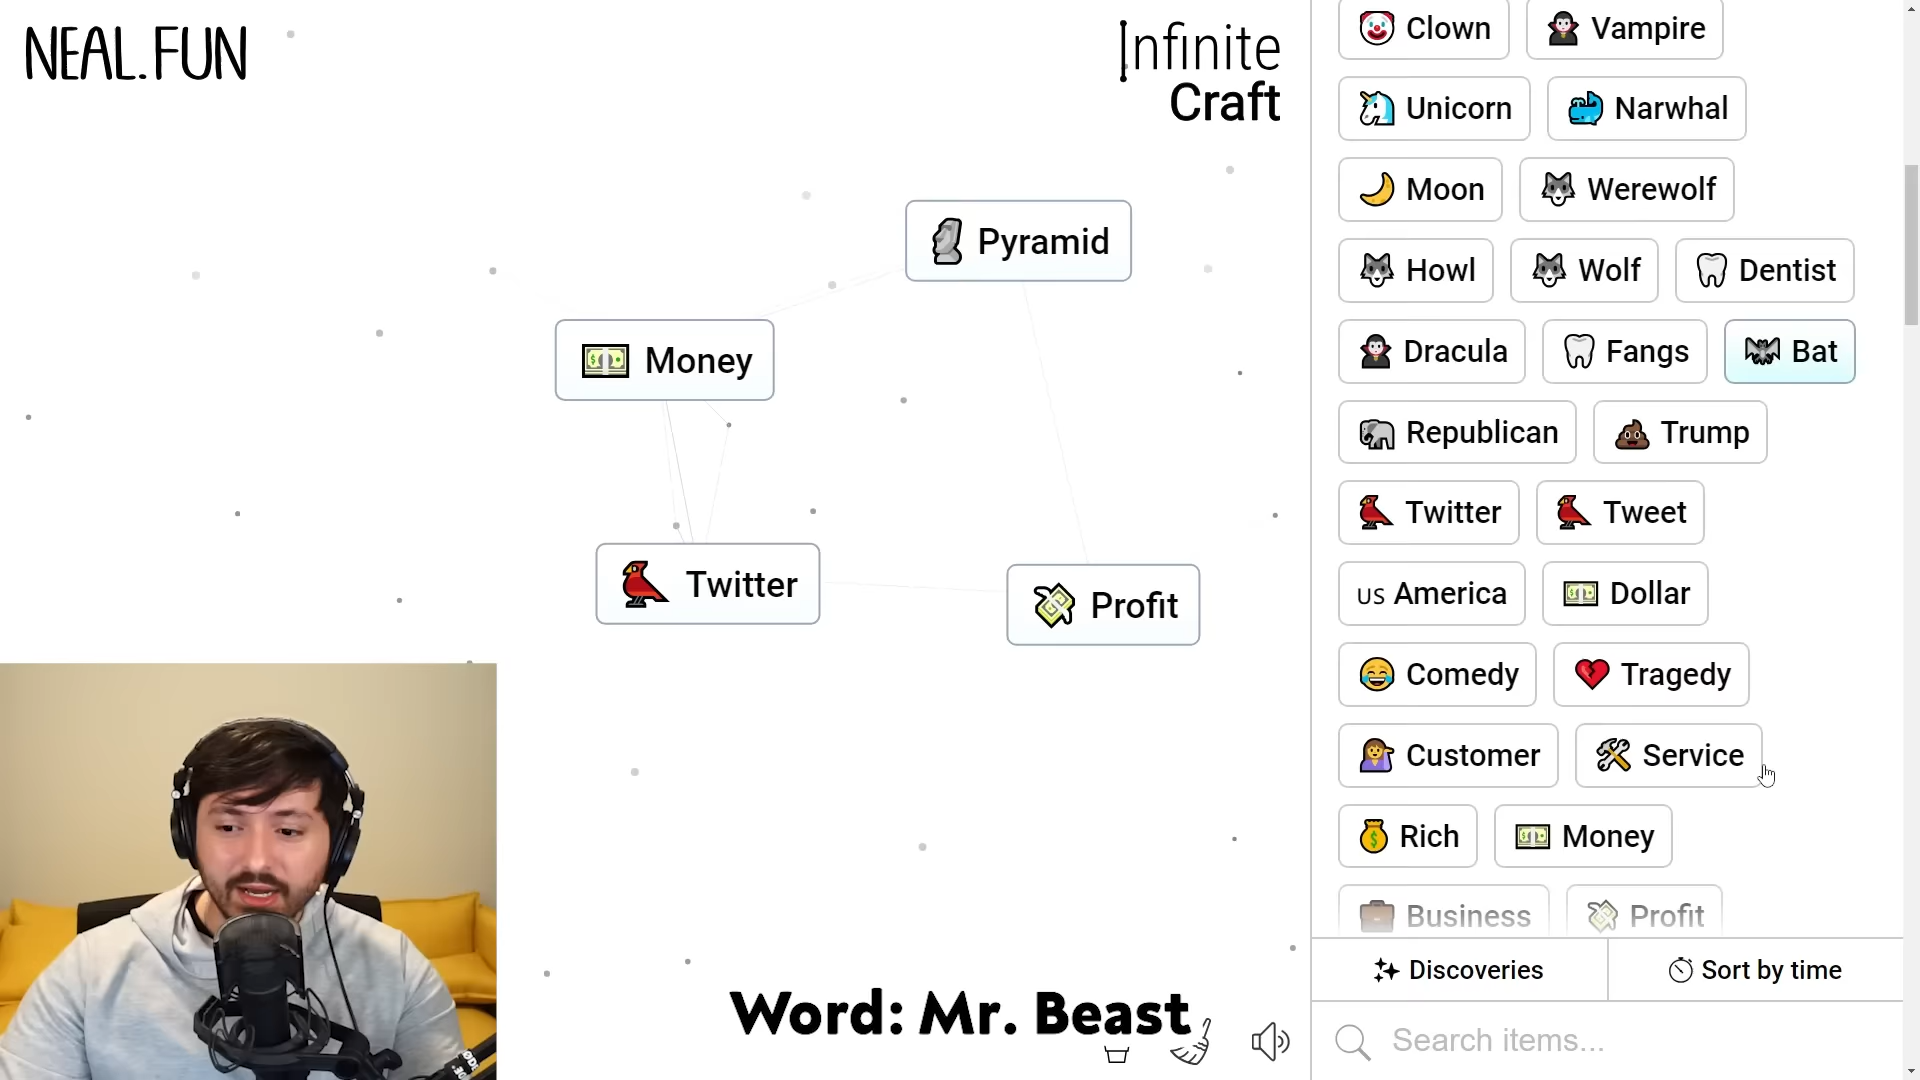 NEAL.FUN
Infinite
Craft
Pyramid
Money
Twitter
Profit
Word: Mr. Beast
Clown Vampire
Unicorn Narwhal
Moon Werewolf
Howl Wolf Dentist
Dracula Fangs Bat
Republican Trump
Twitter Tweet
US America Dollar
Comedy Tragedy
Customer Service
Rich Money
Business Profit
Discoveries Sort by time
Search items...